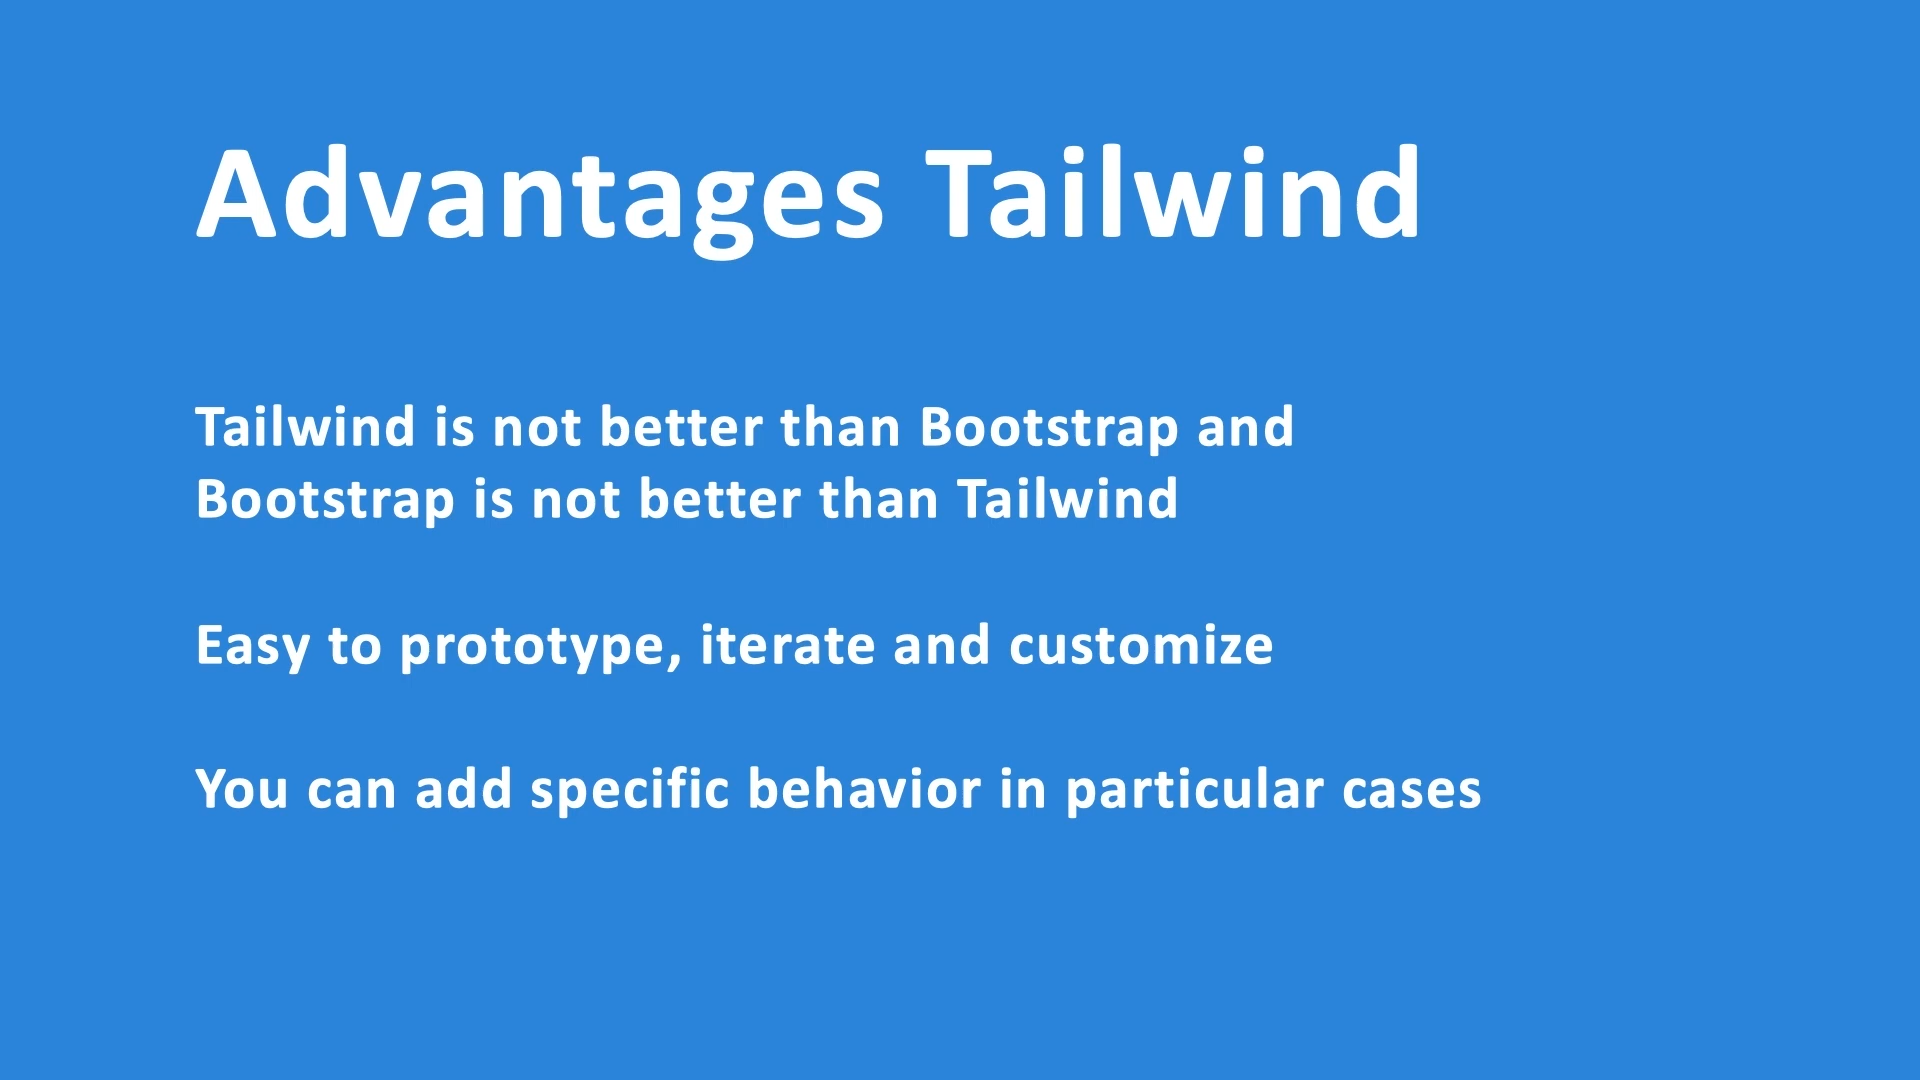 Advantages Tailwind
Tailwind is not better than Bootstrap and
Bootstrap is not better than Tailwind
Easy to prototype, iterate and customize
You can add specific behavior in particular cases